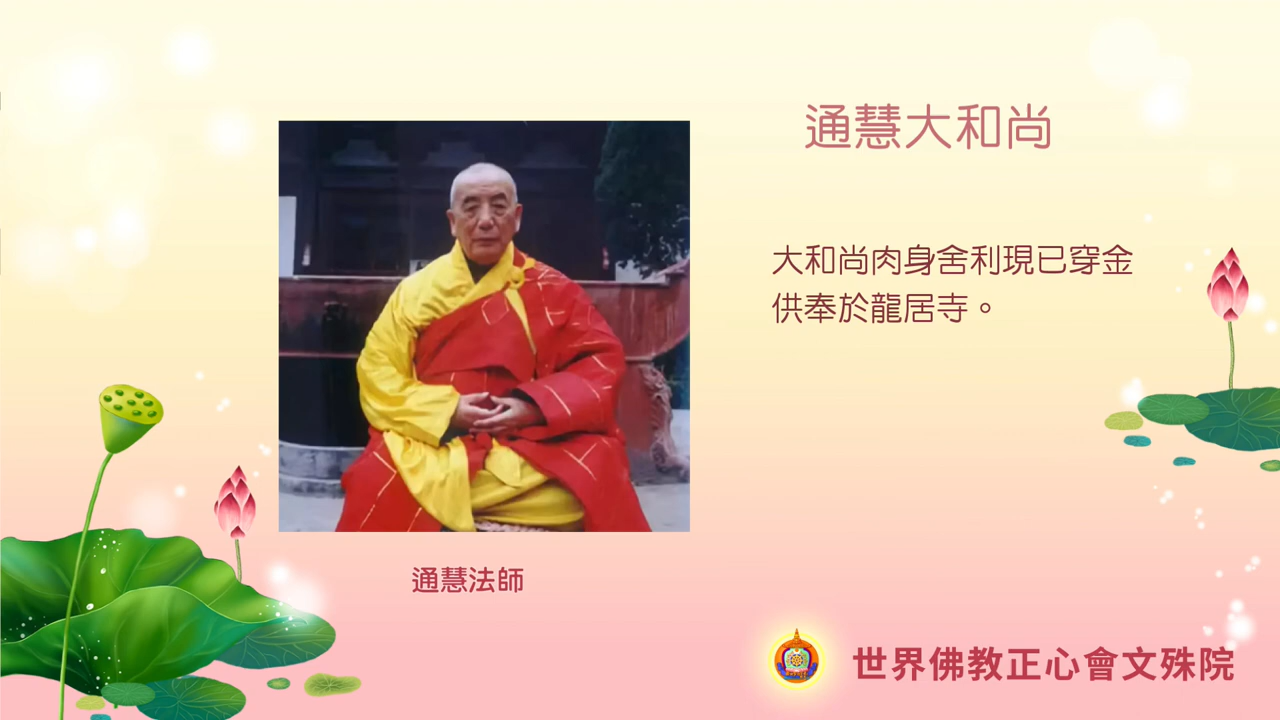 通慧大和尚
大和尚肉身舍利現已穿金
供奉於龍居寺。
通慧法師
世界佛教正心會文殊院